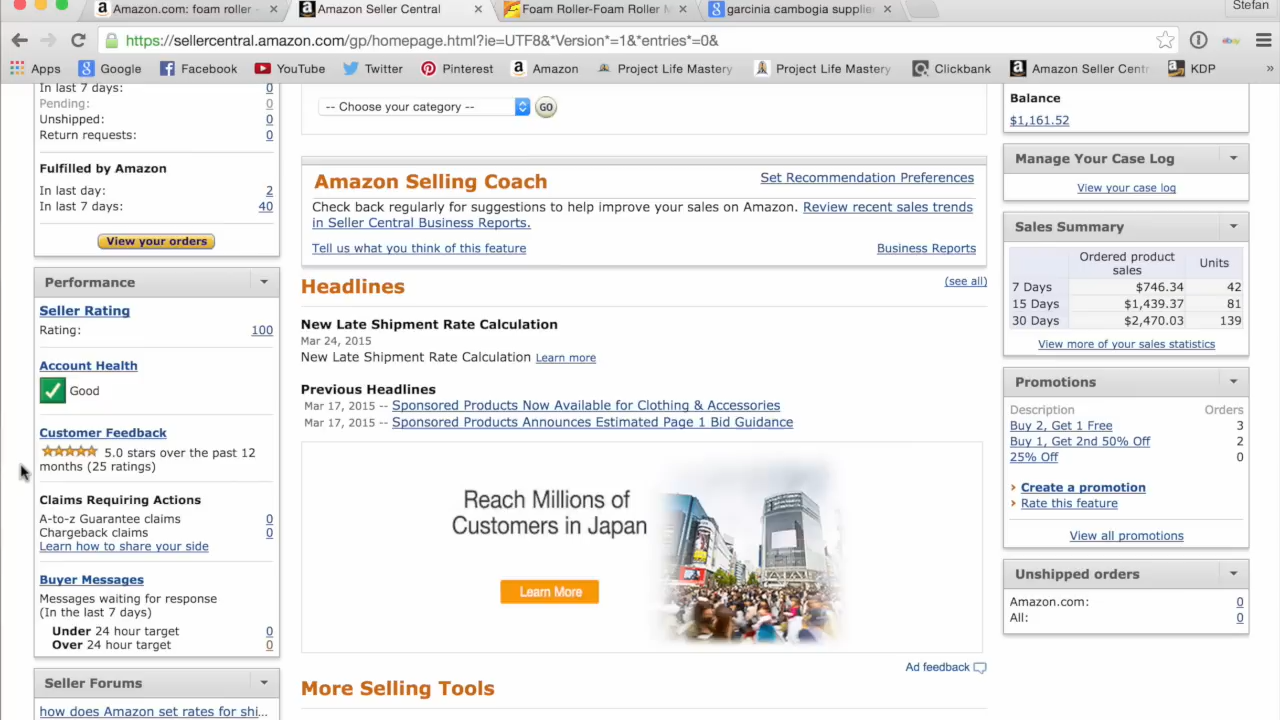 Amazon.com: foam roller -
Amazon Seller Central
Foam Roller-Foam Roller M
garcinia cambogia supplier
Stefan
https://sellercentral.amazon.com/gp/homepage.html?ie=UTF8&*Version*=1&*entries*=0&
Apps
Google
Facebook
YouTube
Twitter
Pinterest
Amazon
Project Life Mastery
Project Life Mastery
Clickbank
Amazon Seller Centr
KDP
»
In last 7 days: 0
Pending: 0
Unshipped: 0
Return requests: 0
Fulfilled by Amazon
In last day: 2
In last 7 days: 40
View your orders
Performance
Seller Rating
Rating: 100
Account Health
Good
Customer Feedback
5.0 stars over the past 12
months (25 ratings)
Claims Requiring Actions
A-to-z Guarantee claims 0
Chargeback claims 0
Learn how to share your side
Buyer Messages
Messages waiting for response
(In the last 7 days)
Under 24 hour target 0
Over 24 hour target 0
Seller Forums
how does Amazon set rates for shi...
-- Choose your category --
GO
Amazon Selling Coach
Set Recommendation Preferences
Check back regularly for suggestions to help improve your sales on Amazon. Review recent sales trends
in Seller Central Business Reports.
Tell us what you think of this feature
Business Reports
Headlines
(see all)
New Late Shipment Rate Calculation
Mar 24, 2015
New Late Shipment Rate Calculation Learn more
Previous Headlines
Mar 17, 2015 -- Sponsored Products Now Available for Clothing & Accessories
Mar 17, 2015 -- Sponsored Products Announces Estimated Page 1 Bid Guidance
Reach Millions of
Customers in Japan
Learn More
Ad feedback
More Selling Tools
Balance
$1,161.52
Manage Your Case Log
View your case log
Sales Summary
Ordered product
sales
Units
7 Days $746.34 42
15 Days $1,439.37 81
30 Days $2,470.03 139
View more of your sales statistics
Promotions
Description Orders
Buy 2, Get 1 Free 3
Buy 1, Get 2nd 50% Off 2
25% Off 0
Create a promotion
Rate this feature
View all promotions
Unshipped orders
Amazon.com: 0
All: 0